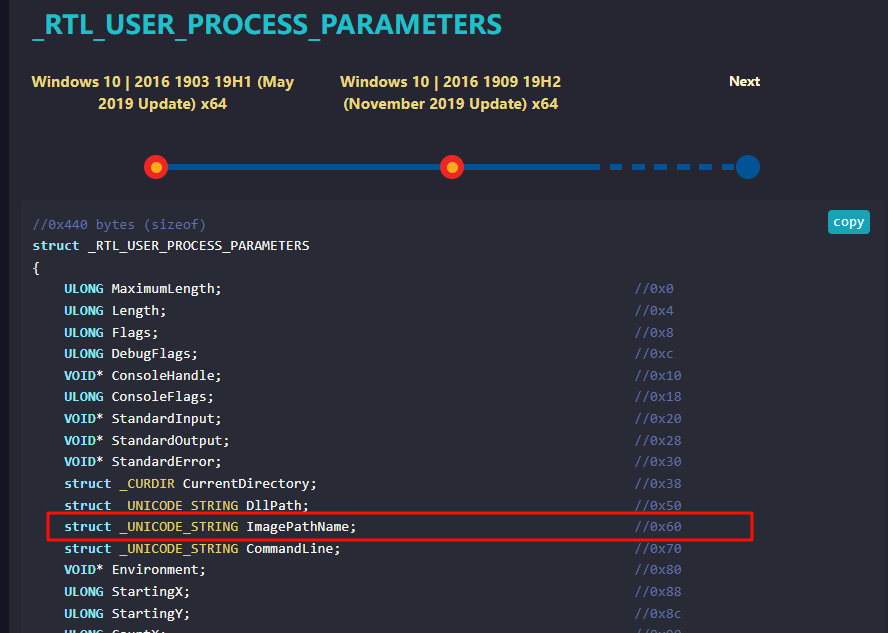 _RTL_USER_PROCESS_PARAMETERS
Windows 10 | 2016 1903 19H1 (May
2019 Update) x64
Windows 10 | 2016 1909 19H2
(November 2019 Update) x64
Next
copy
//0x440 bytes (sizeof)
struct _RTL_USER_PROCESS_PARAMETERS
{
    ULONG MaximumLength; //0x0
    ULONG Length; //0x4
    ULONG Flags; //0x8
    ULONG DebugFlags; //0xc
    VOID* ConsoleHandle; //0x10
    ULONG ConsoleFlags; //0x18
    VOID* StandardInput; //0x20
    VOID* StandardOutput; //0x28
    VOID* StandardError; //0x30
    struct _CURDIR CurrentDirectory; //0x38
    struct _UNICODE_STRING DllPath; //0x50
    struct _UNICODE_STRING ImagePathName; //0x60
    struct _UNICODE_STRING CommandLine; //0x70
    VOID* Environment; //0x80
    ULONG StartingX; //0x88
    ULONG StartingY; //0x8c